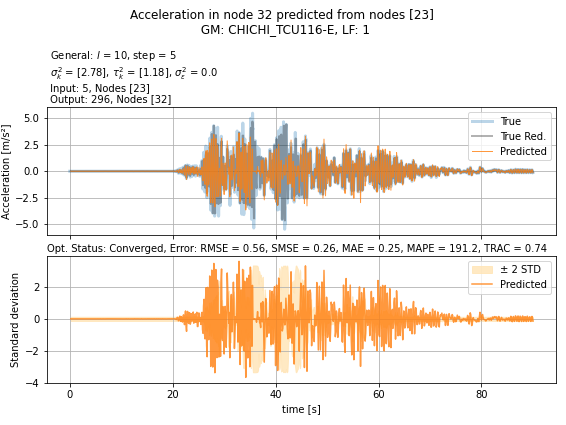 Acceleration in node 32 predicted from nodes [23]
GM: CHICHI_TCU116-E, LF: 1
General: l = 10, step = 5
σ²ₖ = [2.78], τ²ₖ = [1.18], σ²ε = 0.0
Input: 5, Nodes [23]
Output: 296, Nodes [32]
Acceleration [m/s²]
5.0
2.5
0.0
−2.5
−5.0
True
True Red.
Predicted
Opt. Status: Converged, Error: RMSE = 0.56, SMSE = 0.26, MAE = 0.25, MAPE = 191.2, TRAC = 0.74
Standard deviation
2
0
−2
−4
± 2 STD
Predicted
0 20 40 60 80
time [s]